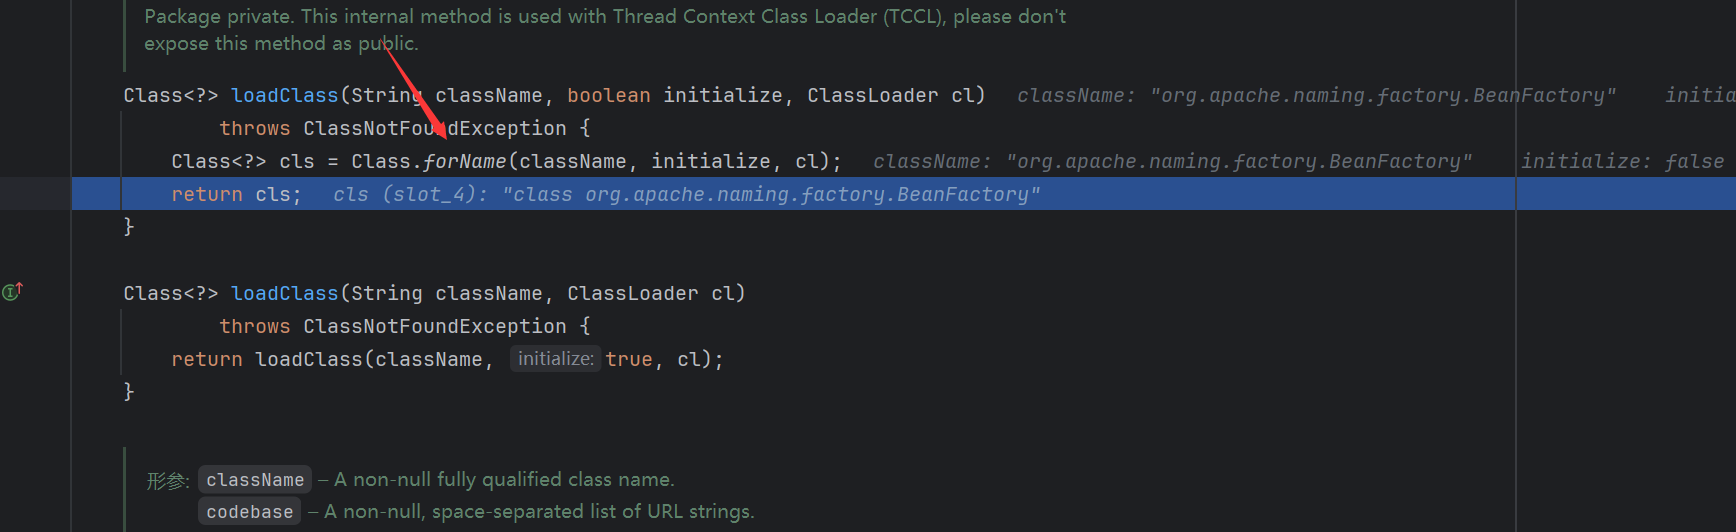 Package private. This internal method is used with Thread Context Class Loader (TCCL), please don't
expose this method as public.
Class<?> loadClass(String className, boolean initialize, ClassLoader cl) className: "org.apache.naming.factory.BeanFactory" initia
throws ClassNotFoundException {
Class<?> cls = Class.forName(className, initialize, cl); className: "org.apache.naming.factory.BeanFactory" initialize: false
return cls; cls (slot_4): "class org.apache.naming.factory.BeanFactory"
}
Class<?> loadClass(String className, ClassLoader cl)
throws ClassNotFoundException {
return loadClass(className, initialize: true, cl);
}
形参: className – A non-null fully qualified class name.
codebase – A non-null, space-separated list of URL strings.